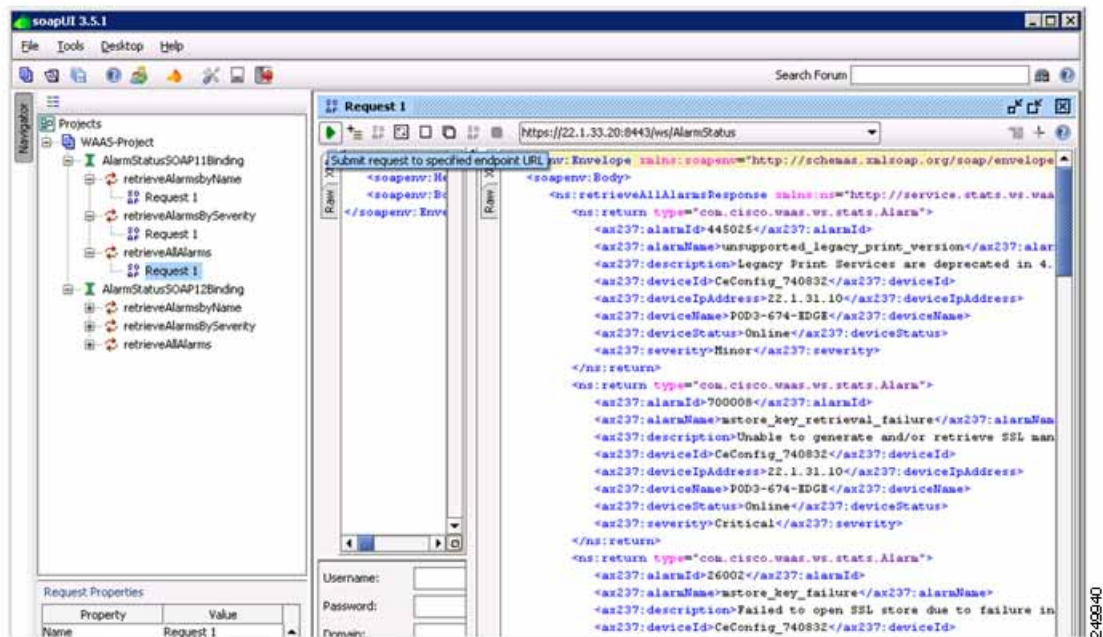 soapUI 3.5.1
File Tools Desktop Help
Search Forum
Navigator
Projects
WAAS-Project
AlarmStatusSOAP11Binding
retrieveAlarmsbyName
Request 1
retrieveAlarmsBySeverity
Request 1
retrieveAllAlarms
Request 1
AlarmStatusSOAP12Binding
retrieveAlarmsbyName
retrieveAlarmsBySeverity
retrieveAllAlarms
Request Properties
Property Value
Name Request 1
Request 1
https://22.1.33.20:8443/ws/AlarmStatus
Submit request to specified endpoint URL
Raw
<soapenv:He
<soapenv:Bo
</soapenv:Enve
Username:
Password:
Domain:
Raw
nv:Envelope xmlns:soapenv="http://schemas.xmlsoap.org/soap/envelope
<soapenv:Body>
<ns:retrieveAllAlarmsResponse xmlns:ns="http://service.stats.ws.waa
<ns:return type="com.cisco.waas.ws.stats.Alarm">
<ax237:alarmId>445025</ax237:alarmId>
<ax237:alarmName>unsupported_legacy_print_version</ax237:alar
<ax237:description>Legacy Print Services are deprecated in 4.
<ax237:deviceId>CeConfig_740832</ax237:deviceId>
<ax237:deviceIpAddress>22.1.31.10</ax237:deviceIpAddress>
<ax237:deviceName>POD3-674-EDGE</ax237:deviceName>
<ax237:deviceStatus>Online</ax237:deviceStatus>
<ax237:severity>Minor</ax237:severity>
</ns:return>
<ns:return type="com.cisco.waas.ws.stats.Alarm">
<ax237:alarmId>700008</ax237:alarmId>
<ax237:alarmName>mstore_key_retrieval_failure</ax237:alarmNam
<ax237:description>Unable to generate and/or retrieve SSL man
<ax237:deviceId>CeConfig_740832</ax237:deviceId>
<ax237:deviceIpAddress>22.1.31.10</ax237:deviceIpAddress>
<ax237:deviceName>POD3-674-EDGE</ax237:deviceName>
<ax237:deviceStatus>Online</ax237:deviceStatus>
<ax237:severity>Critical</ax237:severity>
</ns:return>
<ns:return type="com.cisco.waas.ws.stats.Alarm">
<ax237:alarmId>26002</ax237:alarmId>
<ax237:alarmName>mstore_key_failure</ax237:alarmName>
<ax237:description>Failed to open SSL store due to failure in
<ax237:deviceId>CeConfig_740832</ax237:deviceId>
249940